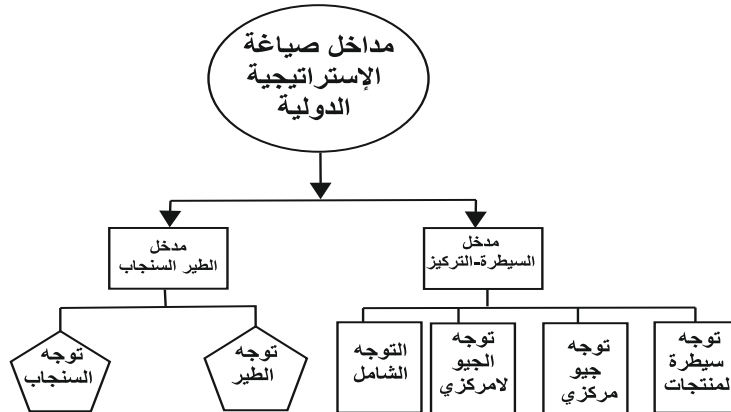 مداخل صياغة
الإستراتيجية
الدولية
مدخل
السيطرة-التركيز
مدخل
الطير السنجاب
توجه
سيطرة
لمنتجات
توجه
جيو
مركزي
توجه
الجيو
لامركزي
التوجه
الشامل
توجه
الطير
توجه
السنجاب